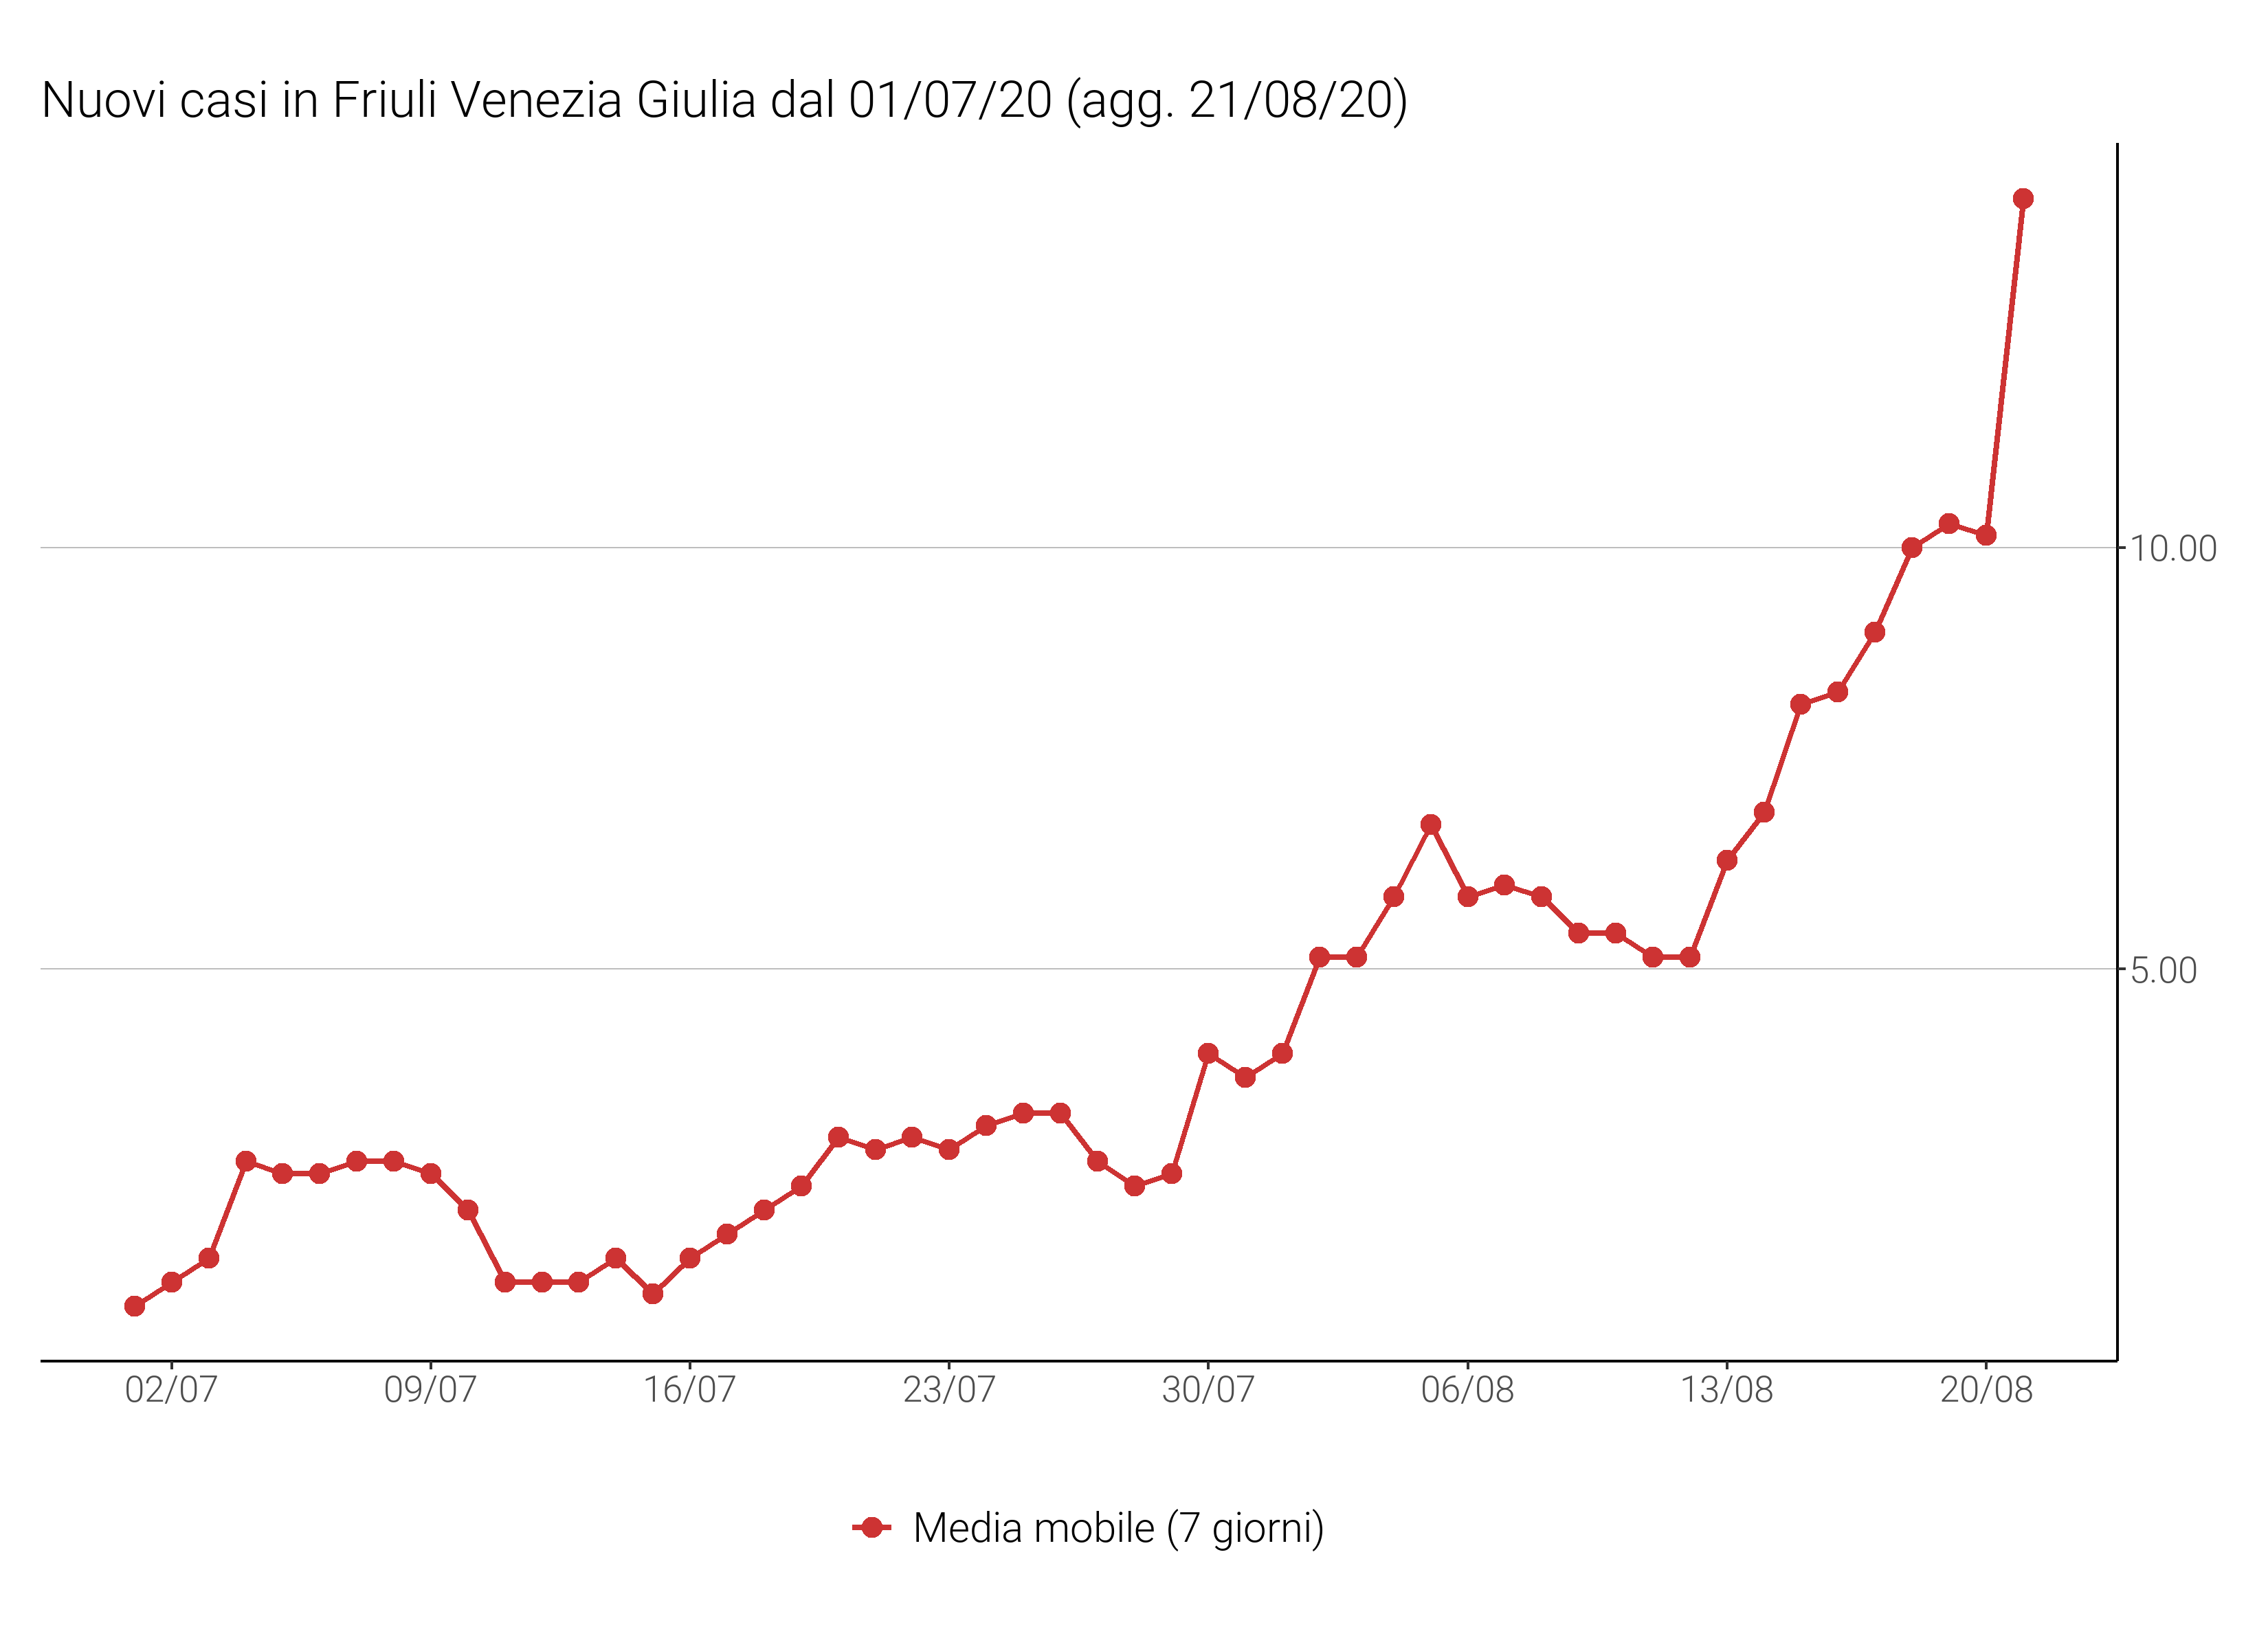 Nuovi casi in Friuli Venezia Giulia dal 01/07/20 (agg. 21/08/20)
10.00
5.00
02/07 09/07 16/07 23/07 30/07 06/08 13/08 20/08
Media mobile (7 giorni)